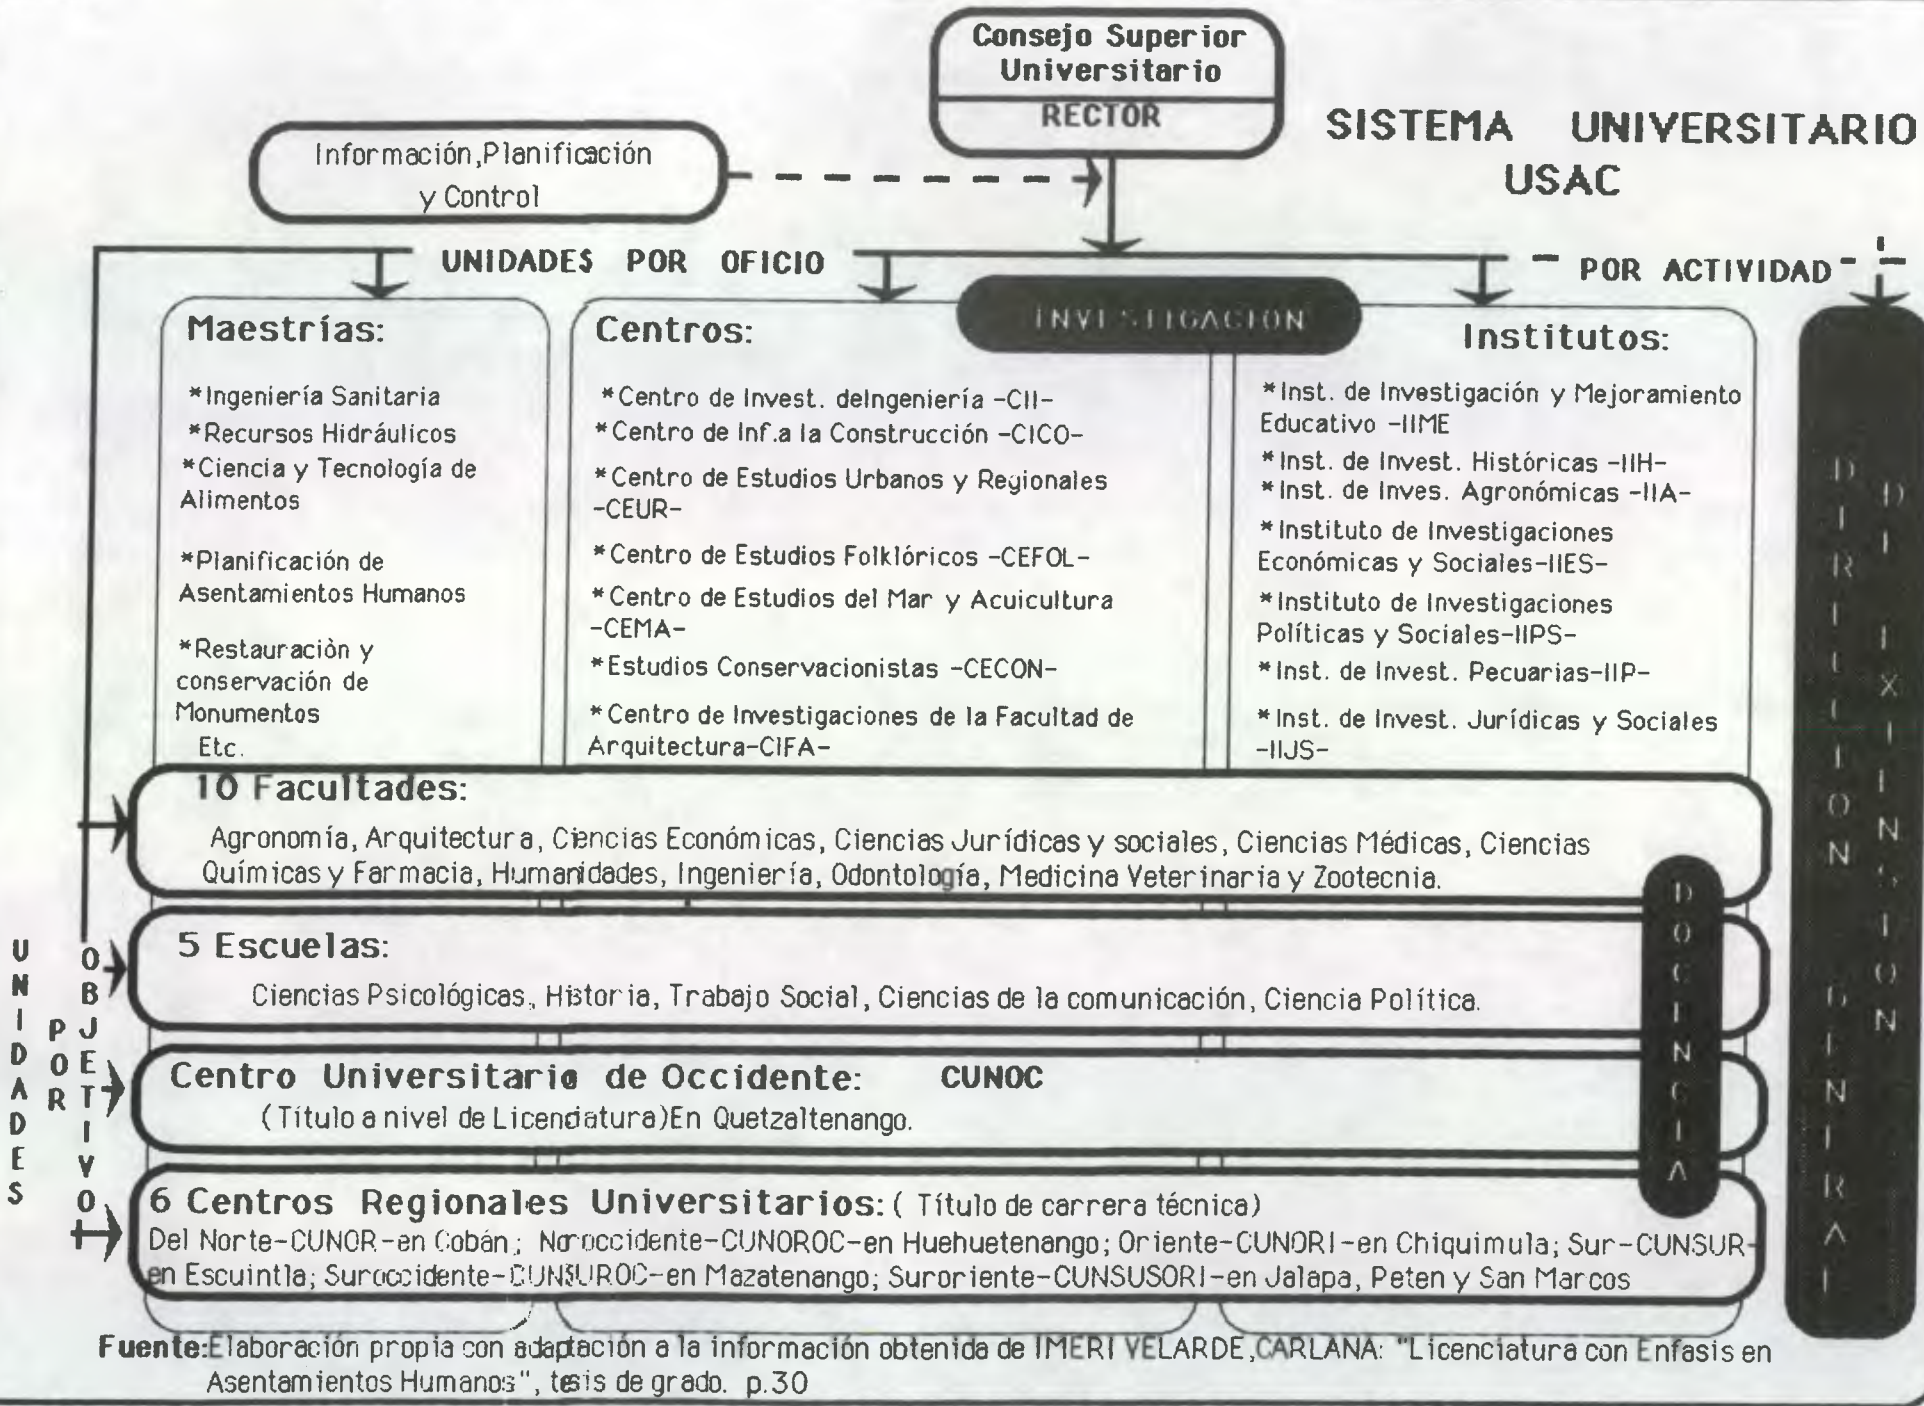 Consejo Superior
Universitario
RECTOR
SISTEMA UNIVERSITARIO
USAC
Información,Planificación
y Control
UNIDADES POR OFICIO
POR ACTIVIDAD
INVESTIGACION
Maestrías:
*Ingeniería Sanitaria
*Recursos Hidráulicos
*Ciencia y Tecnología de
Alimentos
*Planificación de
Asentamientos Humanos
*Restauraciòn y
conservación de
Monumentos
Etc.
Centros:
*Centro de Invest. deIngeniería -CII-
*Centro de Inf.a la Construcción -CICO-
*Centro de Estudios Urbanos y Regionales
-CEUR-
*Centro de Estudios Folklóricos -CEFOL-
*Centro de Estudios del Mar y Acuicultura
-CEMA-
*Estudios Conservacionistas -CECON-
*Centro de Investigaciones de la Facultad de
Arquitectura-CIFA-
Institutos:
*Inst. de Investigación y Mejoramiento
Educativo -IIME
*Inst. de Invest. Históricas -IIH-
*Inst. de Inves. Agronómicas -IIA-
*Instituto de Investigaciones
Económicas y Sociales-IIES-
*Instituto de Investigaciones
Políticas y Sociales-IIPS-
*Inst. de Invest. Pecuarias-IIP-
*Inst. de Invest. Jurídicas y Sociales
-IIJS-
DIRECCION GENERAL
DE EXTENSION
10 Facultades:
Agronomía, Arquitectura, Ciencias Económicas, Ciencias Jurídicas y sociales, Ciencias Médicas, Ciencias
Químicas y Farmacia, Humanidades, Ingeniería, Odontología, Medicina Veterinaria y Zootecnia.
5 Escuelas:
Ciencias Psicológicas, Historia, Trabajo Social, Ciencias de la comunicación, Ciencia Política.
Centro Universitario de Occidente: CUNOC
(Título a nivel de Licenciatura)En Quetzaltenango.
6 Centros Regionales Universitarios: ( Título de carrera técnica)
Del Norte-CUNOR-en Cobán; Noroccidente-CUNOROC-en Huehuetenango; Oriente-CUNORI-en Chiquimula; Sur-CUNSUR-
en Escuintla; Suroccidente-CUNSUROC-en Mazatenango; Suroriente-CUNSUSORI-en Jalapa, Peten y San Marcos
DOCENCIA
UNIDADES
POR
OBJETIVO
Fuente:Elaboración propia con adaptación a la información obtenida de IMERI VELARDE,CARLANA: "Licenciatura con Enfasis en
Asentamientos Humanos", tesis de grado. p.30